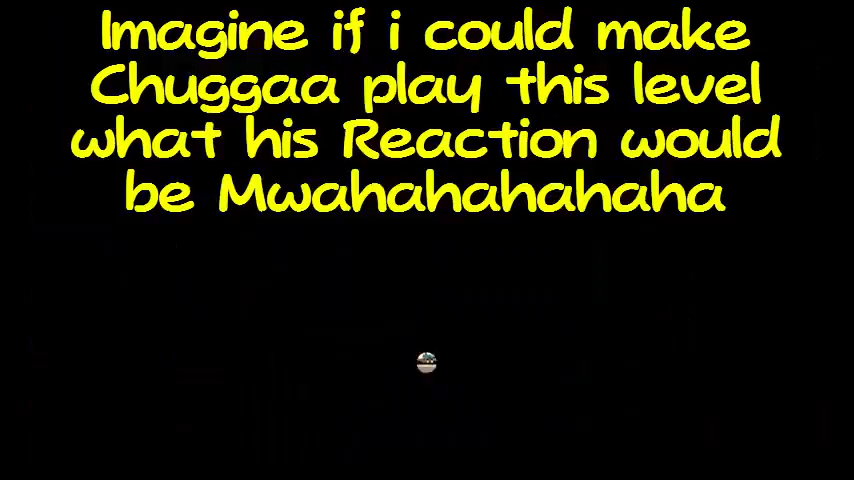 Imagine if i could make
Chuggaa play this level
what his Reaction would
be Mwahahahahaha